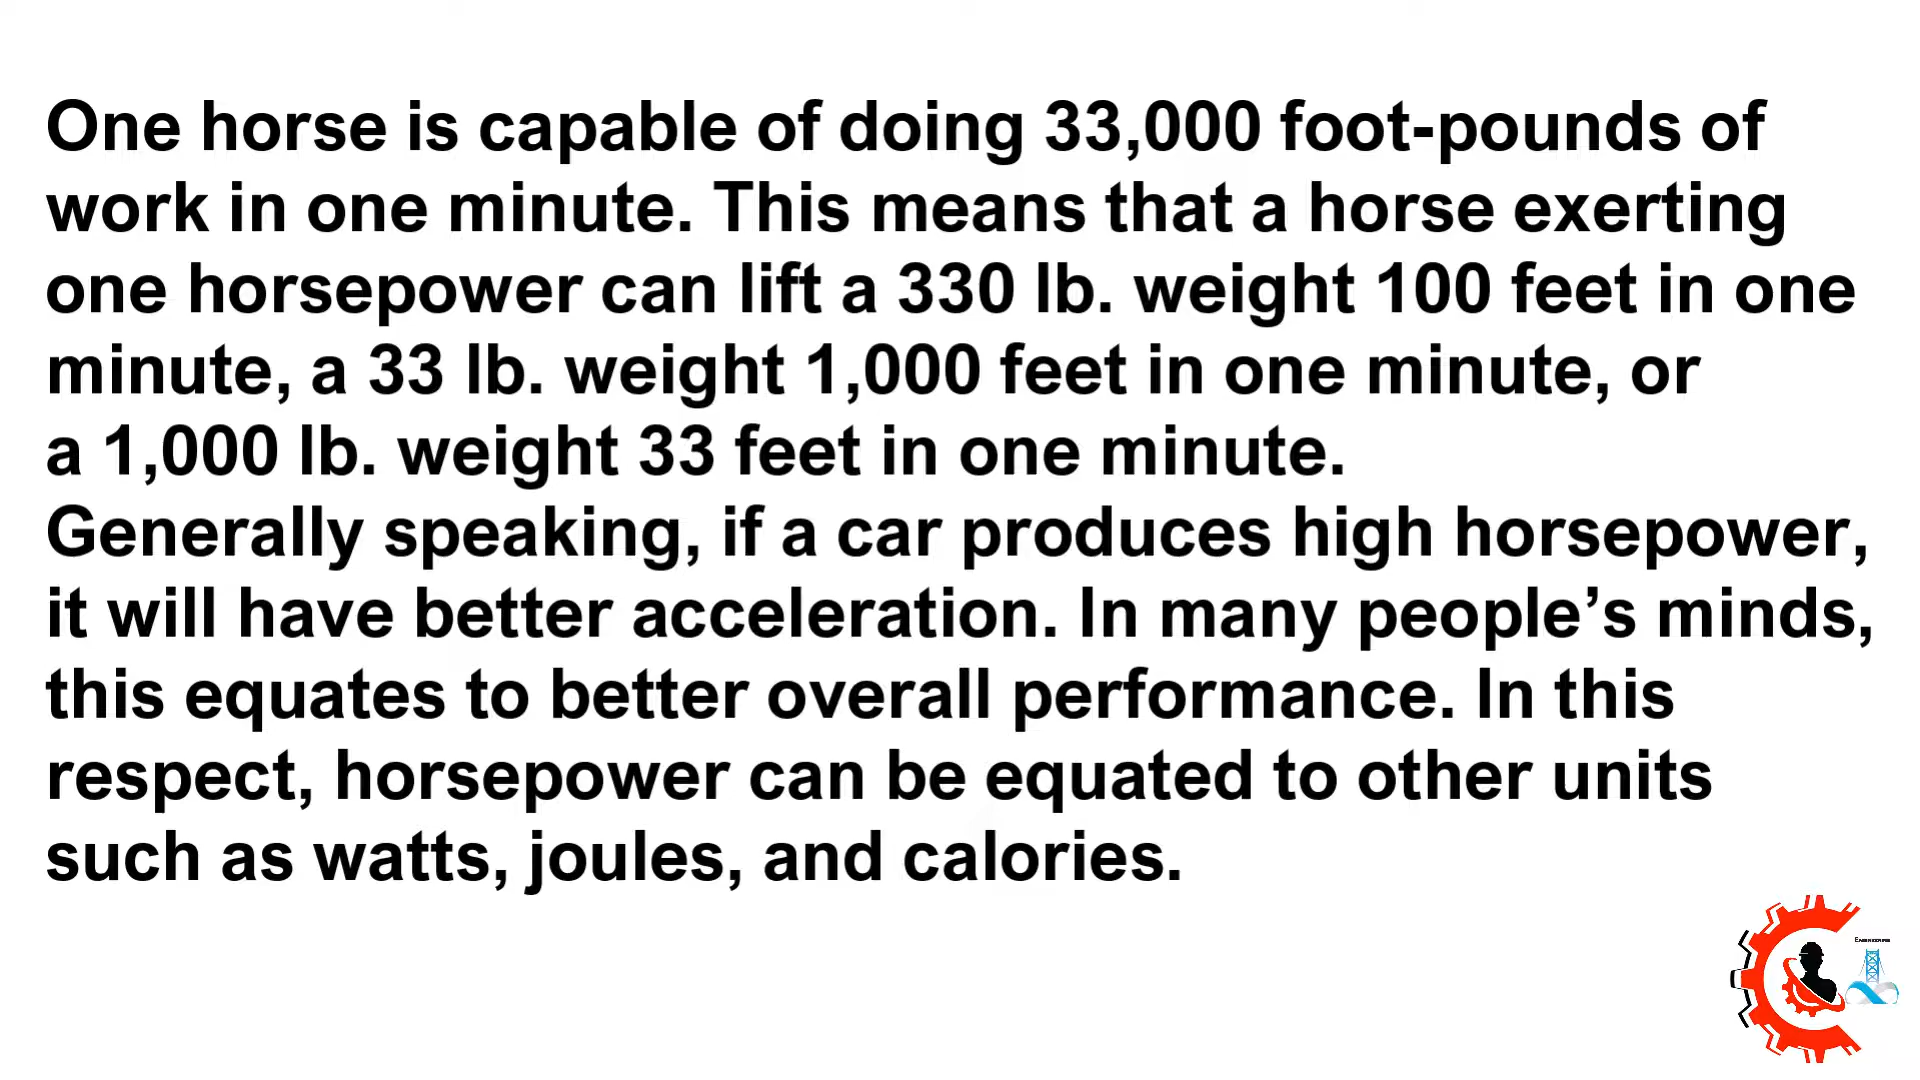 One horse is capable of doing 33,000 foot-pounds of
work in one minute. This means that a horse exerting
one horsepower can lift a 330 lb. weight 100 feet in one
minute, a 33 lb. weight 1,000 feet in one minute, or
a 1,000 lb. weight 33 feet in one minute.
Generally speaking, if a car produces high horsepower,
it will have better acceleration. In many people’s minds,
this equates to better overall performance. In this
respect, horsepower can be equated to other units
such as watts, joules, and calories.
Engineering